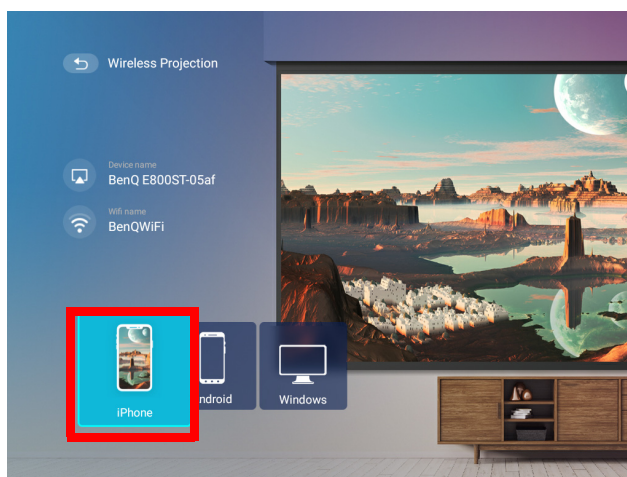 Wireless Projection
Device name
BenQ E800ST-05af
Wifi name
BenQWiFi
iPhone
ndroid
Windows